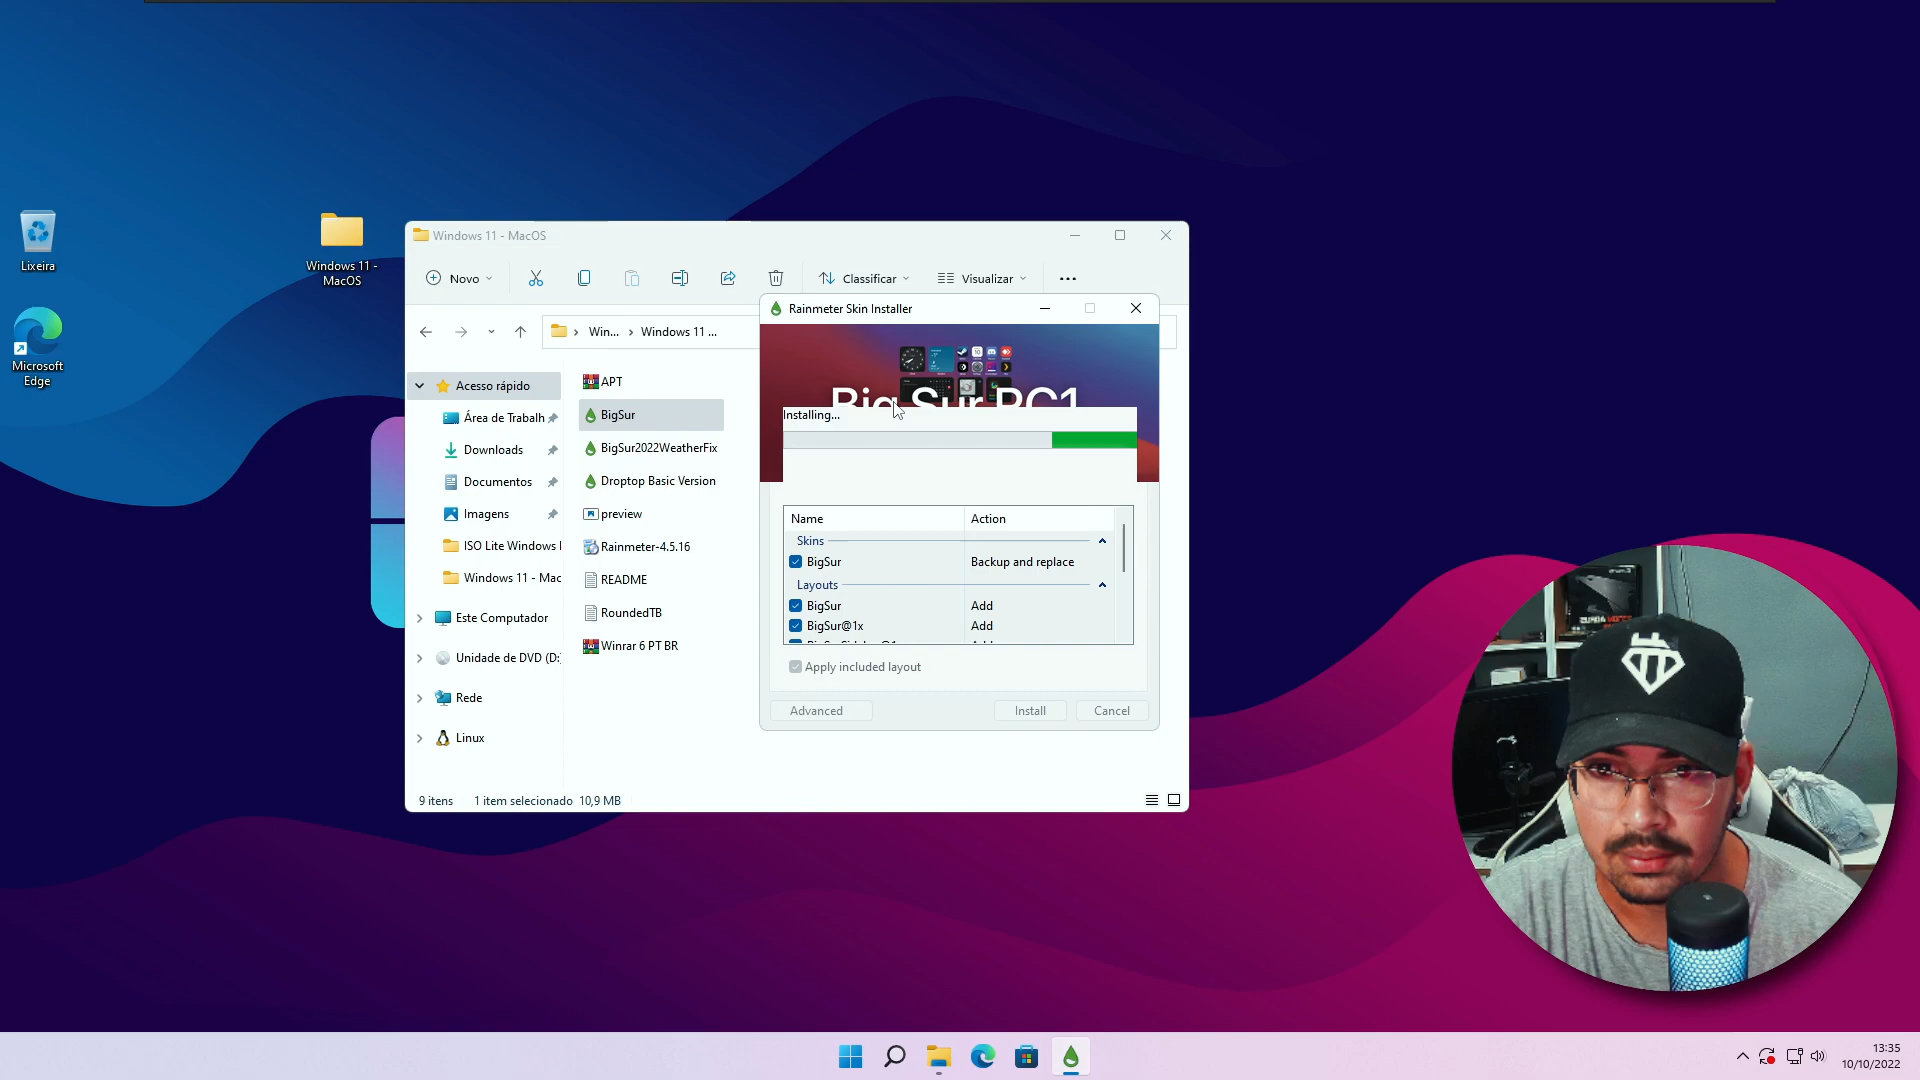 Lixeira
Microsoft
Edge
Windows 11 -
MacOS
Windows 11 - MacOS
Novo
Classificar
Visualizar
Win...
Windows 11 ...
Acesso rápido
Área de Trabalh
Downloads
Documentos
Imagens
ISO Lite Windows
Windows 11 - Mac
Este Computador
Unidade de DVD (D:)
Rede
Linux
APT
BigSur
BigSur2022WeatherFix
Droptop Basic Version
preview
Rainmeter-4.5.16
README
RoundedTB
Winrar 6 PT BR
9 itens
1 item selecionado 10,9 MB
Rainmeter Skin Installer
Big Sur PC1
Installing...
Name Action
Skins
BigSur Backup and replace
Layouts
BigSur Add
BigSur@1x Add
Apply included layout
Advanced
Install
Cancel
13:35
10/10/2022